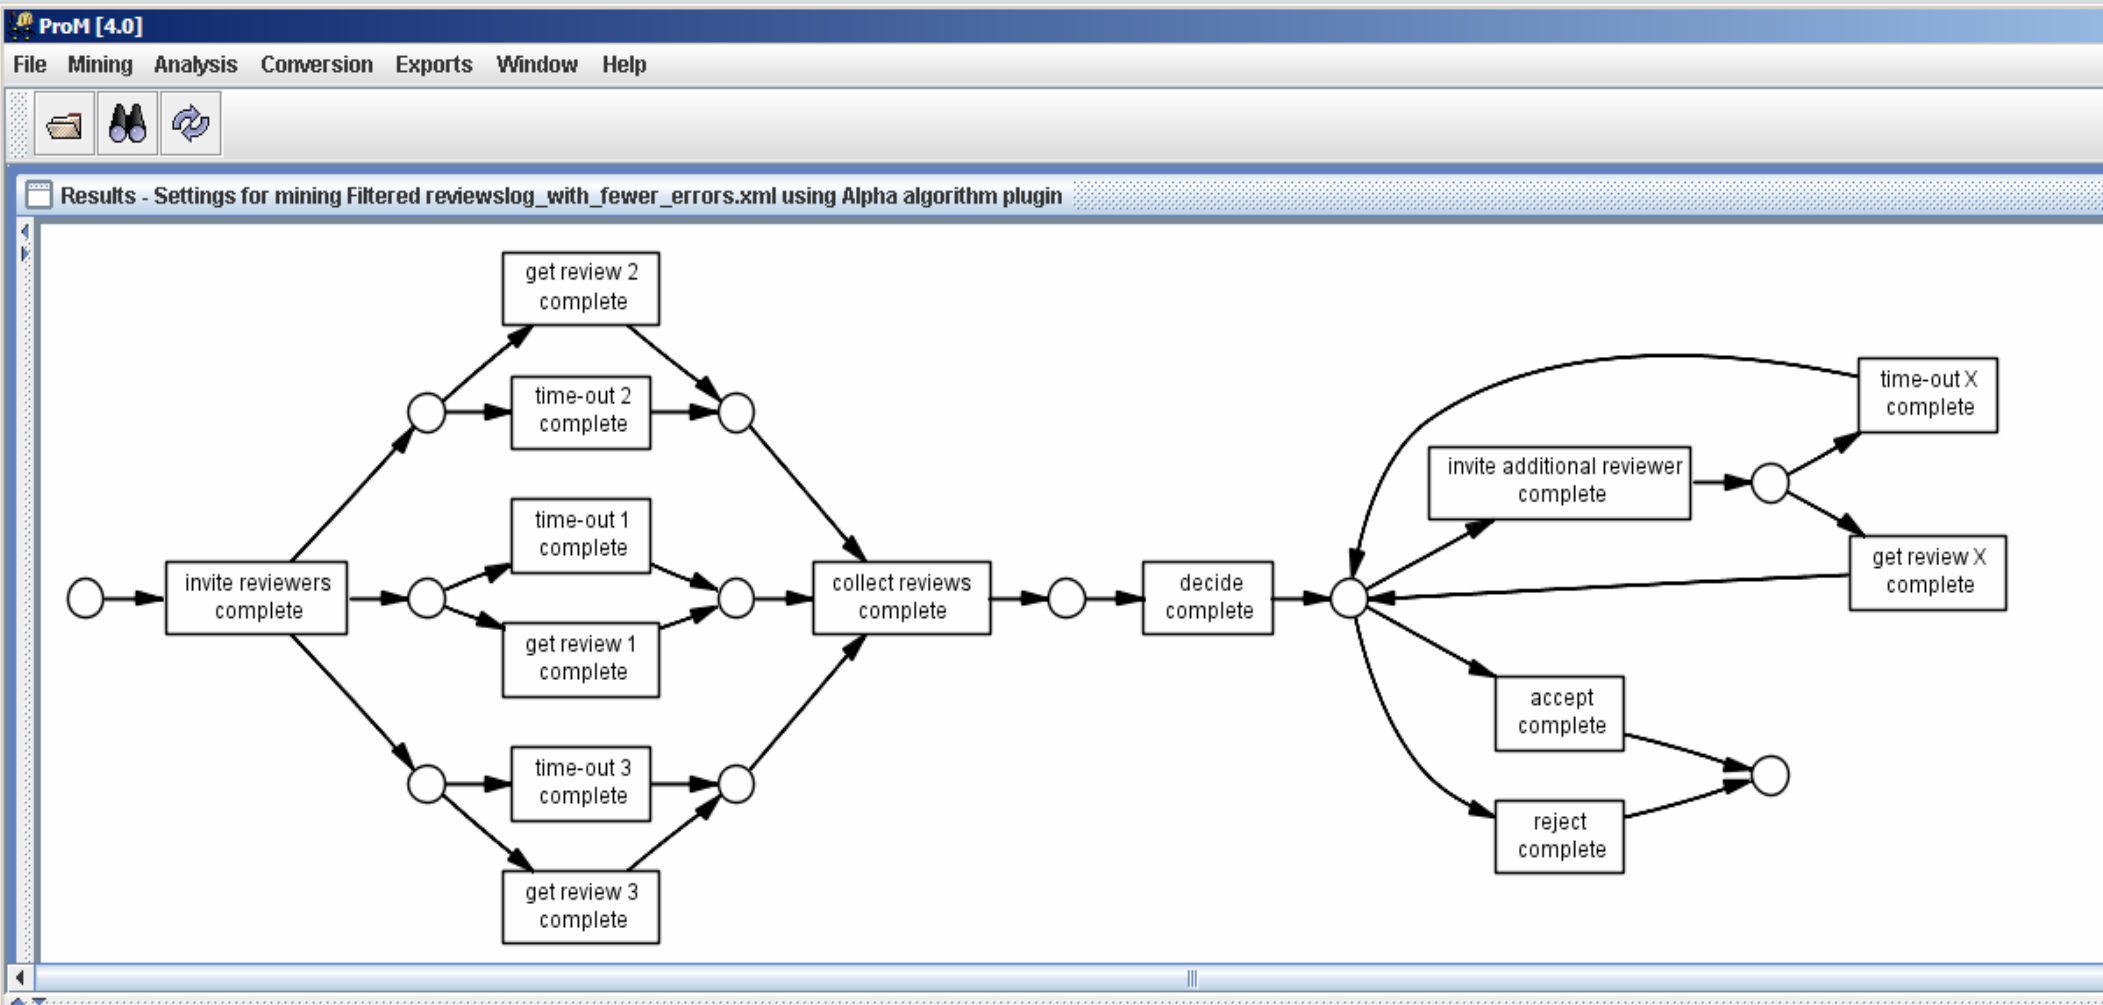 ProM [4.0]
File Mining Analysis Conversion Exports Window Help
Results - Settings for mining Filtered reviewslog_with_fewer_errors.xml using Alpha algorithm plugin
get review 2
complete
time-out 2
complete
time-out 1
complete
invite reviewers
complete
get review 1
complete
time-out 3
complete
get review 3
complete
collect reviews
complete
decide
complete
time-out X
complete
invite additional reviewer
complete
get review X
complete
accept
complete
reject
complete